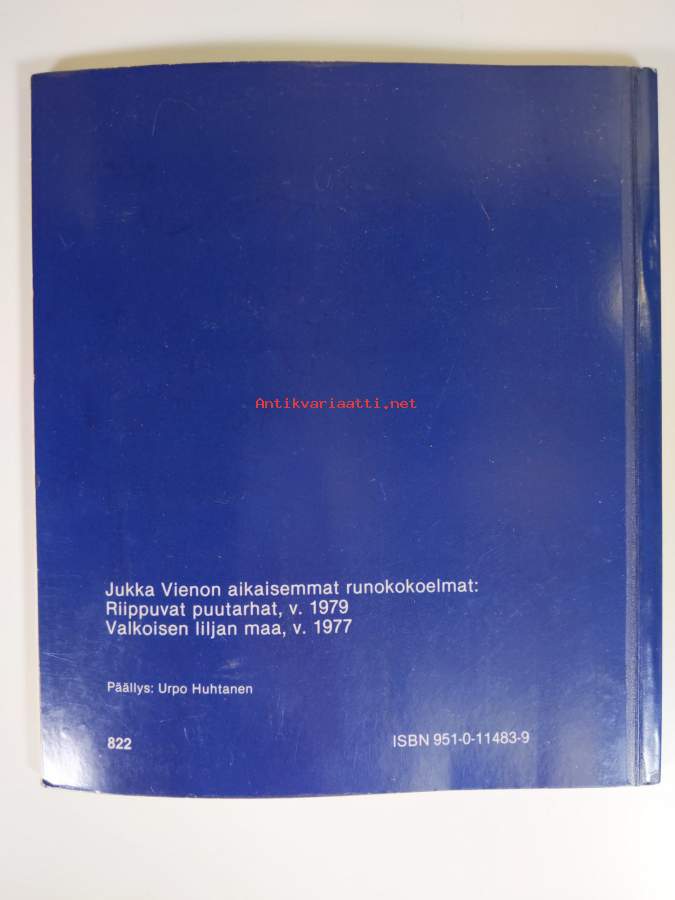 Antikvariaatti.net
Jukka Vienon aikaisemmat runokokoelmat:
Riippuvat puutarhat, v. 1979
Valkoisen liljan maa, v. 1977
Päällys: Urpo Huhtanen
822
ISBN 951-0-11483-9